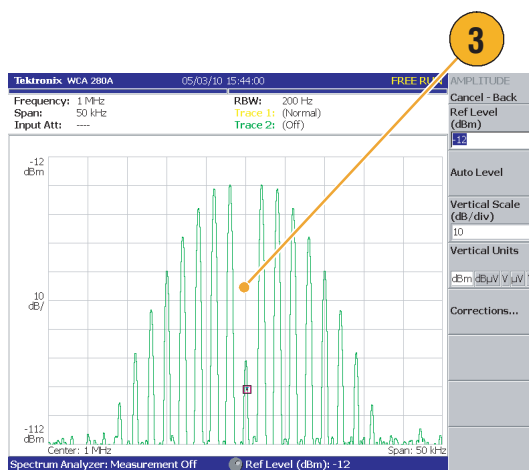 3
Tektronix WCA 280A 05/03/10 15:44:00 FREE RUN
AMPLITUDE
Cancel - Back
Frequency: 1 MHz
Span: 50 kHz
Input Att: ----
RBW: 200 Hz
Trace 1: (Normal)
Trace 2: (Off)
Ref Level
(dBm)
-12
Auto Level
Vertical Scale
(dB/div)
10
Vertical Units
dBm dBµV V µV
Corrections...
-12
dBm
10
dB/
-112
dBm
Center: 1 MHz Span: 50 kHz
Spectrum Analyzer: Measurement Off Ref Level (dBm): -12